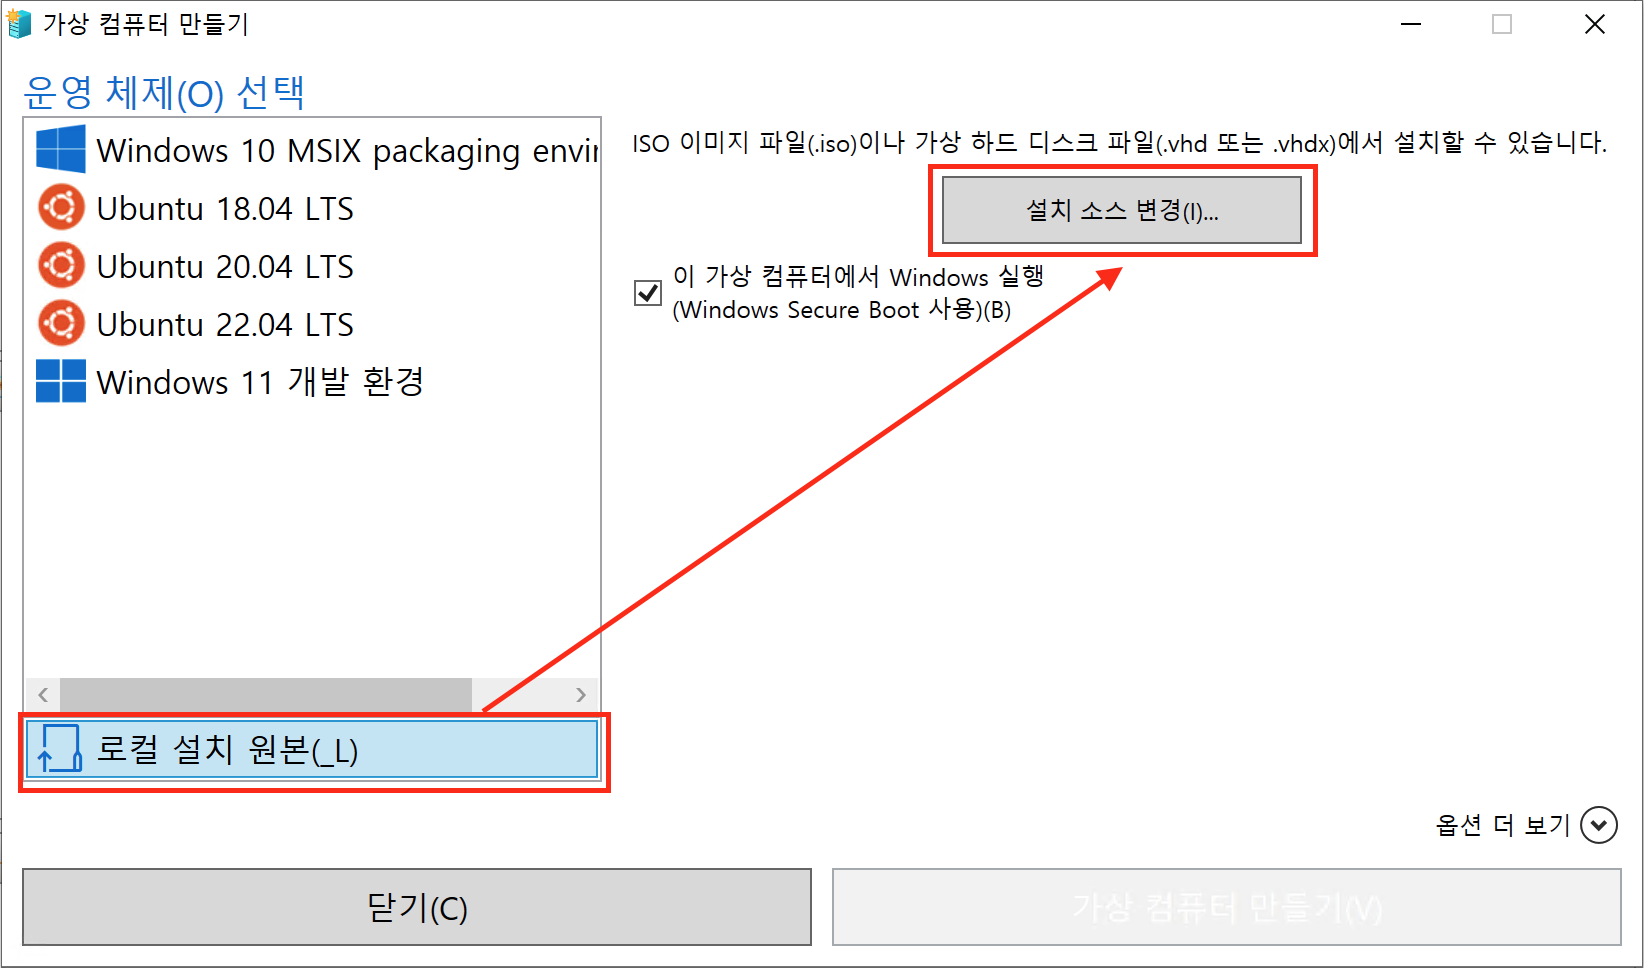 가상 컴퓨터 만들기
운영 체제(O) 선택
Windows 10 MSIX packaging envir
Ubuntu 18.04 LTS
Ubuntu 20.04 LTS
Ubuntu 22.04 LTS
Windows 11 개발 환경
로컬 설치 원본(_L)
ISO 이미지 파일(.iso)이나 가상 하드 디스크 파일(.vhd 또는 .vhdx)에서 설치할 수 있습니다.
설치 소스 변경(I)...
이 가상 컴퓨터에서 Windows 실행
(Windows Secure Boot 사용)(B)
옵션 더 보기
닫기(C)
가상 컴퓨터 만들기(V)